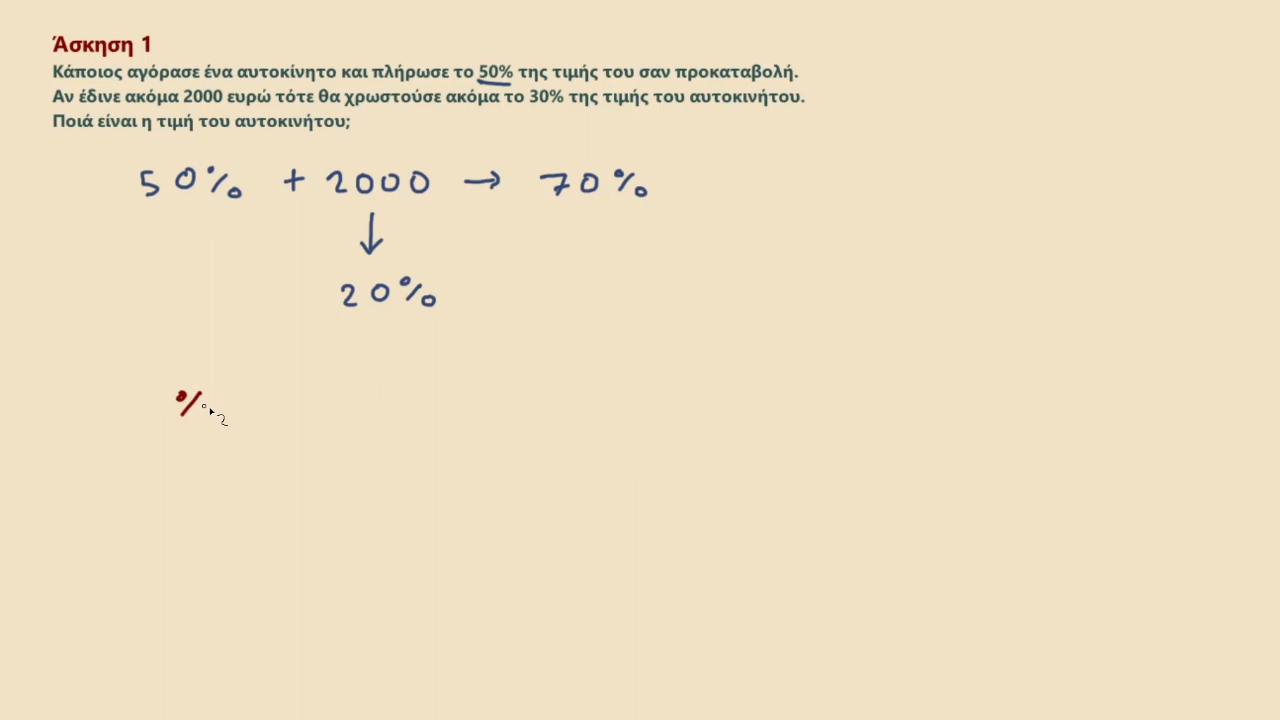 Άσκηση 1
Κάποιος αγόρασε ένα αυτοκίνητο και πλήρωσε το 50% της τιμής του σαν προκαταβολή.
Αν έδινε ακόμα 2000 ευρώ τότε θα χρωστούσε ακόμα το 30% της τιμής του αυτοκινήτου.
Ποιά είναι η τιμή του αυτοκινήτου;
50% + 2000 → 70%
↓
20%
%